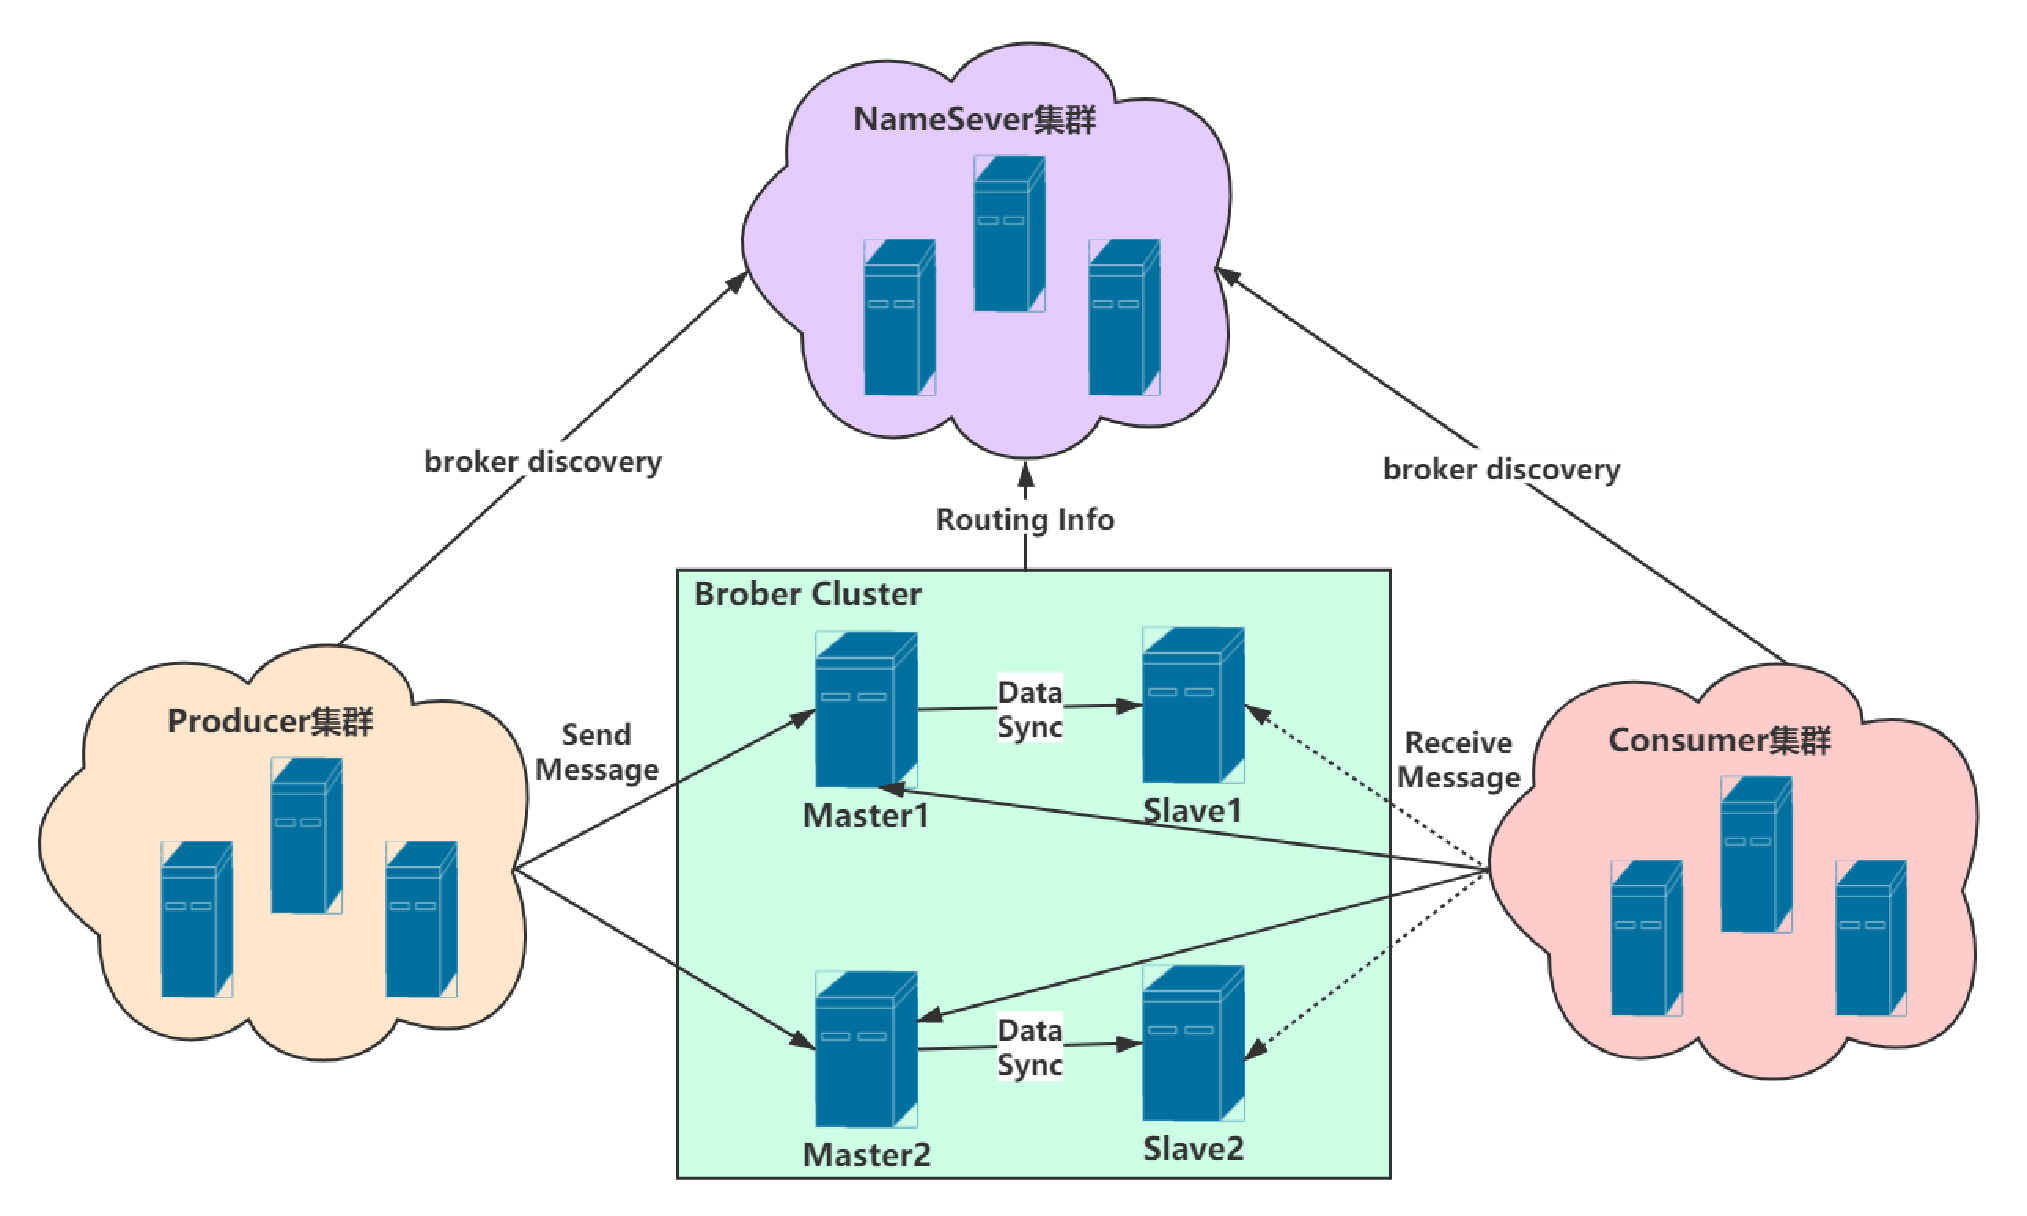 NameSever集群
broker discovery
broker discovery
Routing Info
Brober Cluster
Producer集群
Send
Message
Data
Sync
Receive
Message
Consumer集群
Master1
Slave1
Data
Sync
Master2
Slave2